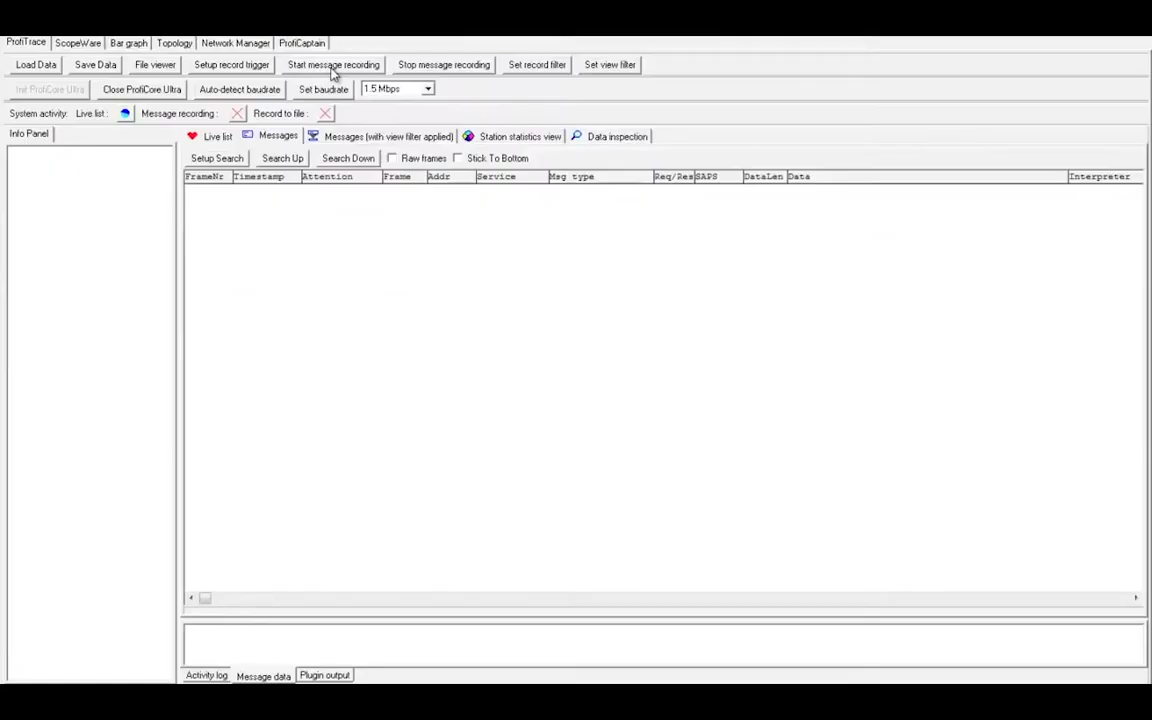 ProfiTrace ScopeWare Bar graph Topology Network Manager ProfiCaptain
Load Data Save Data File viewer Setup record trigger Start message recording Stop message recording Set record filter Set view filter
Init ProfiCore Ultra Close ProfiCore Ultra Auto-detect baudrate Set baudrate 1.5 Mbps
System activity: Live list : Message recording : Record to file :
Info Panel Live list Messages Messages (with view filter applied) Station statistics view Data inspection
Setup Search Search Up Search Down Raw frames Stick To Bottom
FrameNr Timestamp Attention Frame Addr Service Msg type Req/Res SAPS DataLen Data Interpreter
Activity log Message data Plugin output